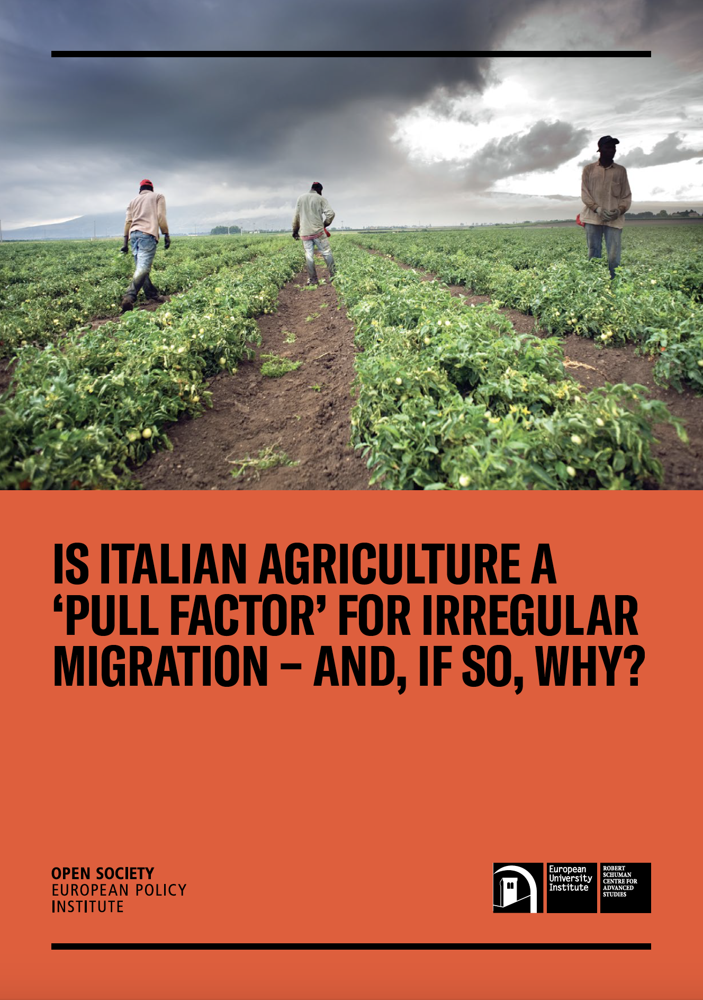 IS ITALIAN AGRICULTURE A
‘PULL FACTOR’ FOR IRREGULAR
MIGRATION – AND, IF SO, WHY?
OPEN SOCIETY
EUROPEAN POLICY
INSTITUTE
European
University
Institute
ROBERT
SCHUMAN
CENTRE FOR
ADVANCED
STUDIES